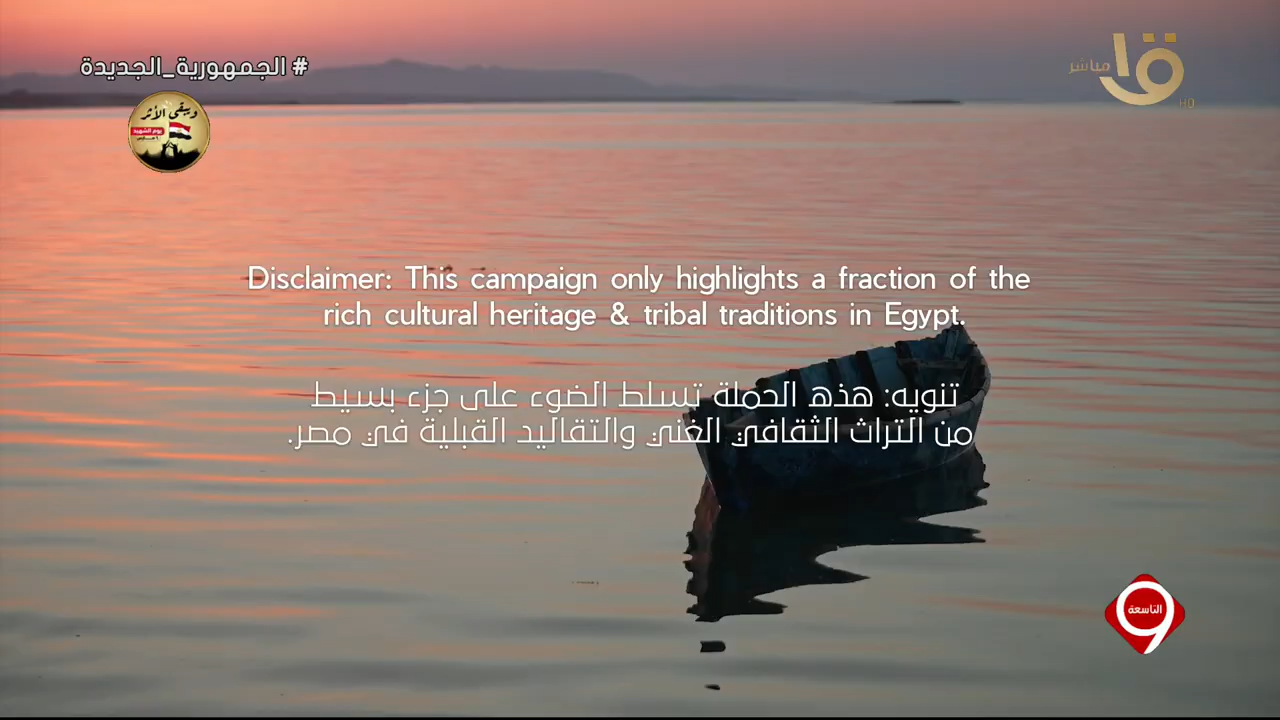 #الجمهورية_الجديدة
مباشر
HD
ويبقى الأثر
يوم الشهيد
Disclaimer: This campaign only highlights a fraction of the
rich cultural heritage & tribal traditions in Egypt.
تنويه: هذه الحملة تسلط الضوء على جزء بسيط
من التراث الثقافي الغني والتقاليد القبلية في مصر.
التاسعة
9